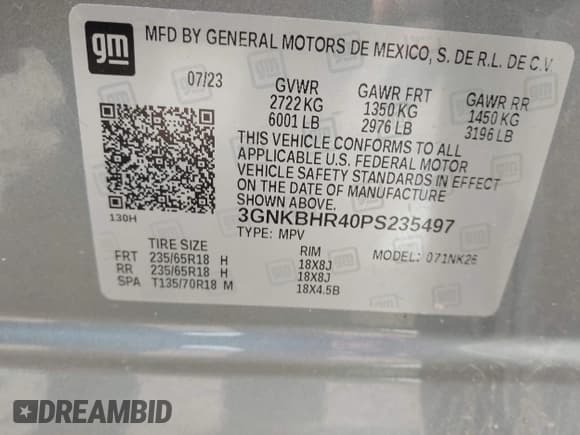 gm
MFD BY GENERAL MOTORS DE MEXICO, S. DE R.L. DE C.V.
07/23 GVWR GAWR FRT GAWR RR
2722 KG 1350 KG 1450 KG
6001 LB 2976 LB 3196 LB
THIS VEHICLE CONFORMS TO ALL
APPLICABLE U.S. FEDERAL MOTOR
VEHICLE SAFETY STANDARDS IN EFFECT
ON THE DATE OF MANUFACTURE
SHOWN ABOVE.
130H 3GNKBHR40PS235497
TYPE: MPV MODEL: 071NK26
TIRE SIZE RIM
FRT 235/65R18 H 18X8J
RR 235/65R18 H 18X8J
SPA T135/70R18 M 18X4.5B
DREAMBID